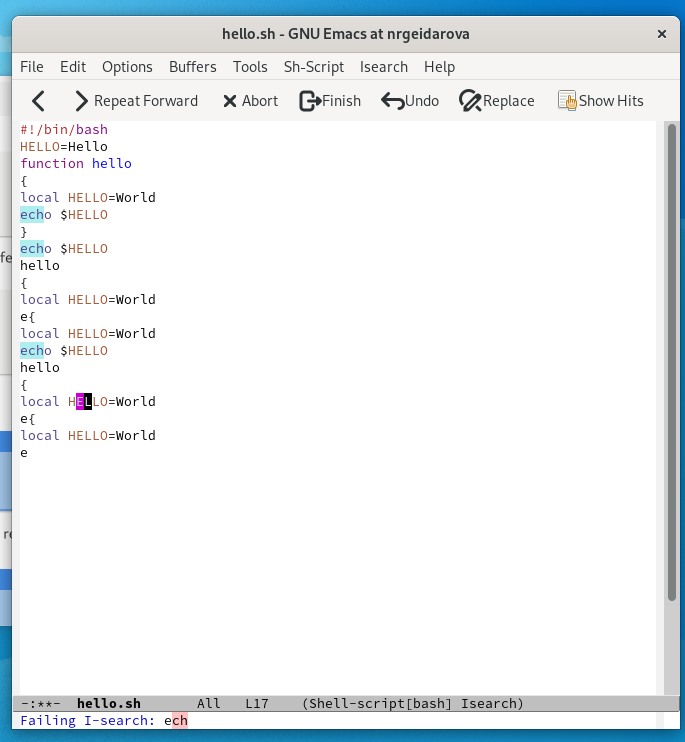 hello.sh - GNU Emacs at nrgeidarova ×
File Edit Options Buffers Tools Sh-Script Isearch Help
Repeat Forward Abort Finish Undo Replace Show Hits
#!/bin/bash
HELLO=Hello
function hello
{
local HELLO=World
echo $HELLO
}
echo $HELLO
hello
{
local HELLO=World
e{
local HELLO=World
echo $HELLO
hello
{
local HELLO=World
e{
local HELLO=World
e
-:**- hello.sh All L17 (Shell-script[bash] Isearch)
Failing I-search: ech
fe
re